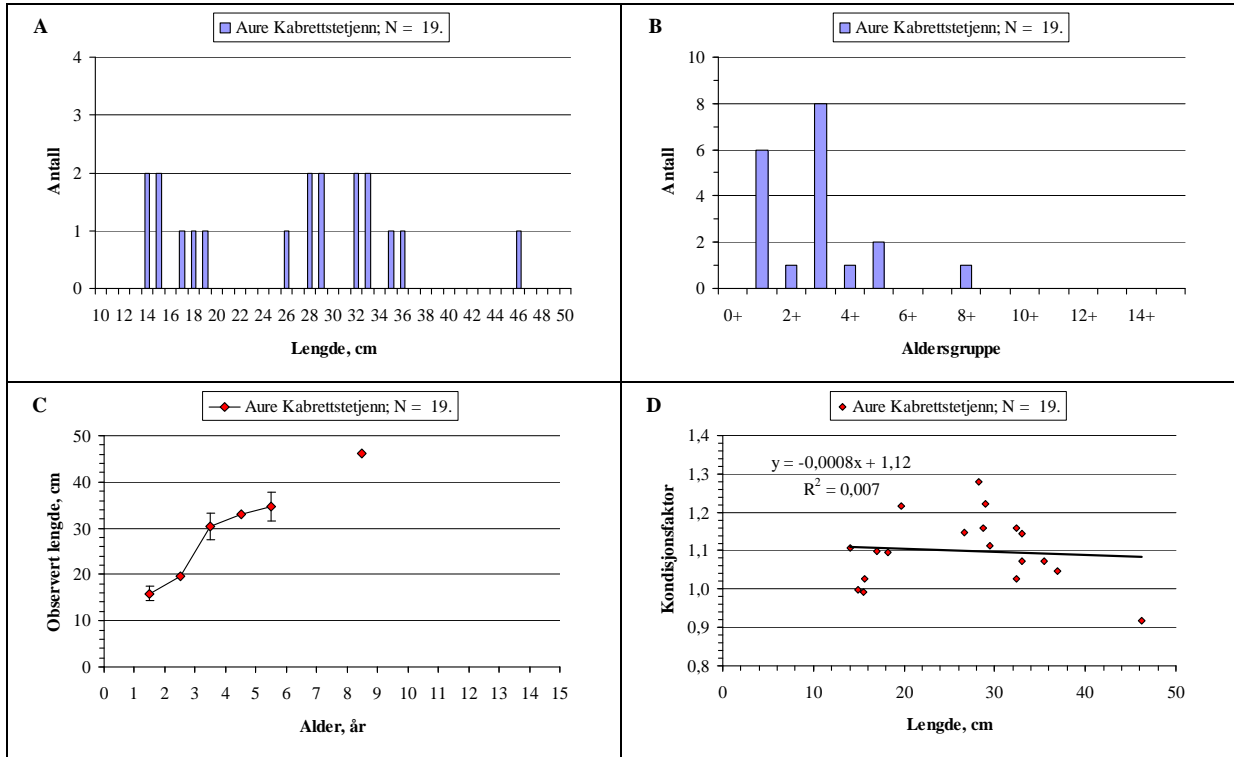 A
Aure Kabrettstetjenn; N = 19.
4
3
2
1
0
Antall
10 12 14 16 18 20 22 24 26 28 30 32 34 36 38 40 42 44 46 48 50
Lengde, cm
B
Aure Kabrettstetjenn; N = 19.
10
8
6
4
2
0
Antall
0+ 2+ 4+ 6+ 8+ 10+ 12+ 14+
Aldersgruppe
C
Aure Kabrettstetjenn; N = 19.
50
40
30
20
10
0
Observert lengde, cm
0 1 2 3 4 5 6 7 8 9 10 11 12 13 14 15
Alder, år
D
Aure Kabrettstetjenn; N = 19.
1,4
1,3
1,2
1,1
1,0
0,9
0,8
Kondisjonsfaktor
y = -0,0008x + 1,12
R² = 0,007
0 10 20 30 40 50
Lengde, cm